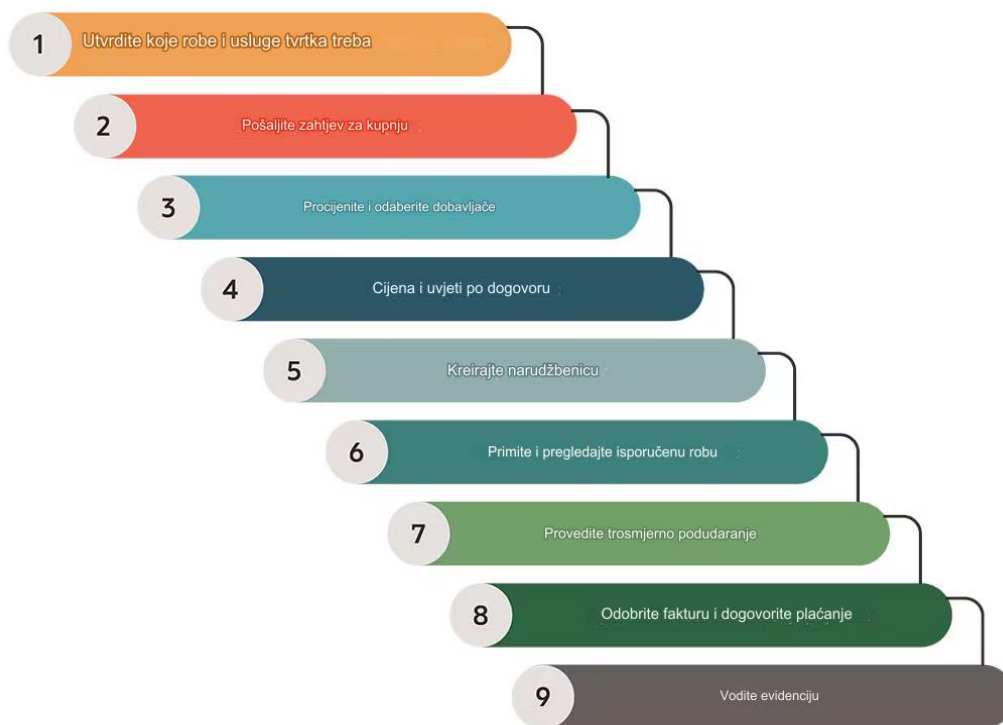 1
Utvrdite koje robe i usluge tvrtka treba
2
Pošaljite zahtjev za kupnju
3
Procijenite i odaberite dobavljače
4
Cijena i uvjeti po dogovoru
5
Kreirajte narudžbenicu
6
Primite i pregledajte isporučenu robu
7
Provedite trosmjerno podudaranje
8
Odobrite fakturu i dogovorite plaćanje
9
Vodite evidenciju